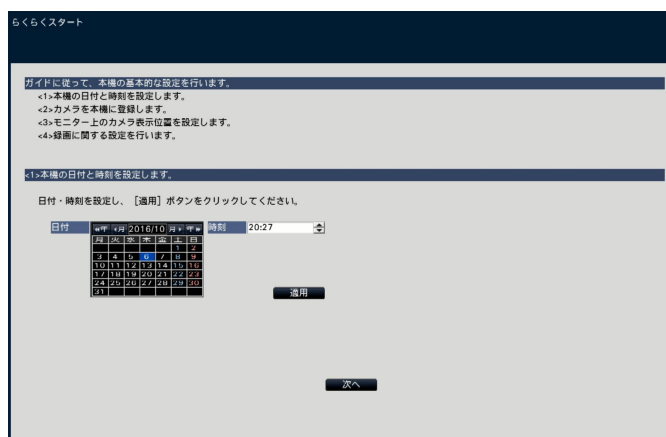 らくらくスタート
ガイドに従って、本機の基本的な設定を行います。
<1>本機の日付と時刻を設定します。
<2>カメラを本機に登録します。
<3>モニター上のカメラ表示位置を設定します。
<4>録画に関する設定を行います。
<1>本機の日付と時刻を設定します。
日付・時刻を設定し、［適用］ボタンをクリックしてください。
日付 «年 ‹月 2016/10 月› 年» 時刻 20:27
月 火 水 木 金 土 日
1 2
3 4 5 6 7 8 9
10 11 12 13 14 15 16
17 18 19 20 21 22 23
24 25 26 27 28 29 30
31
適用
次へ